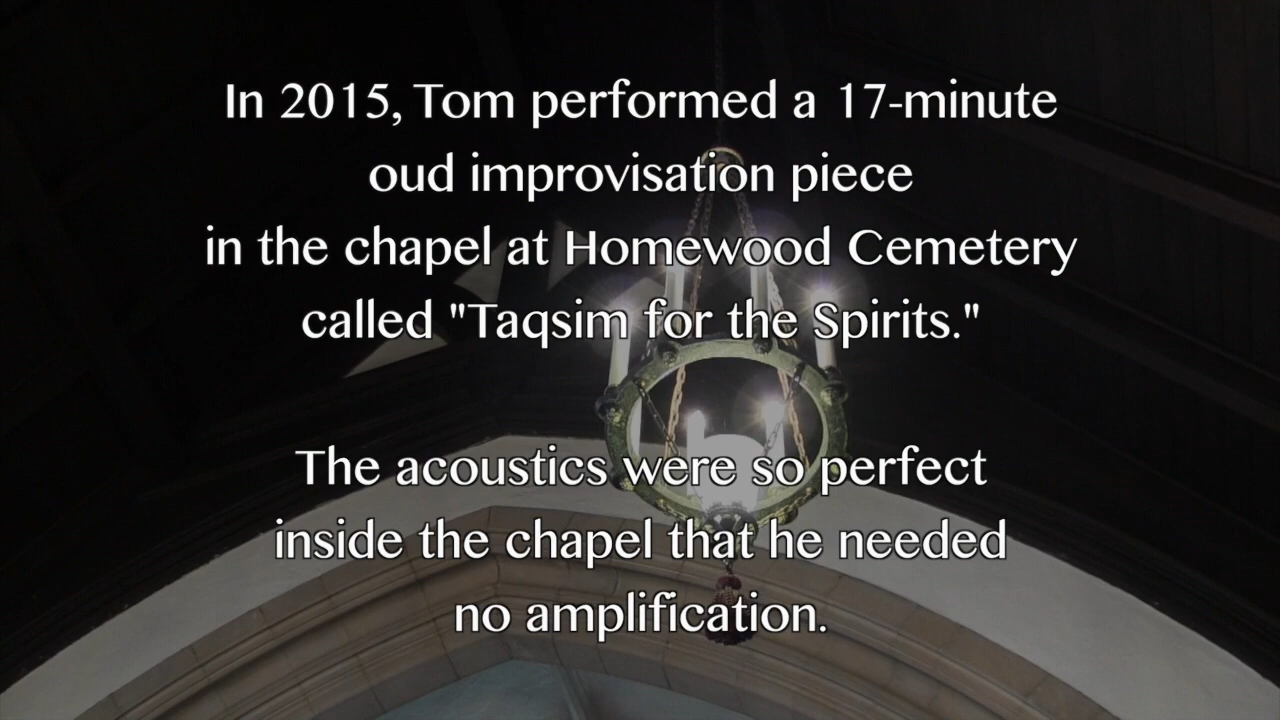 In 2015, Tom performed a 17-minute
oud improvisation piece
in the chapel at Homewood Cemetery
called "Taqsim for the Spirits."
The acoustics were so perfect
inside the chapel that he needed
no amplification.